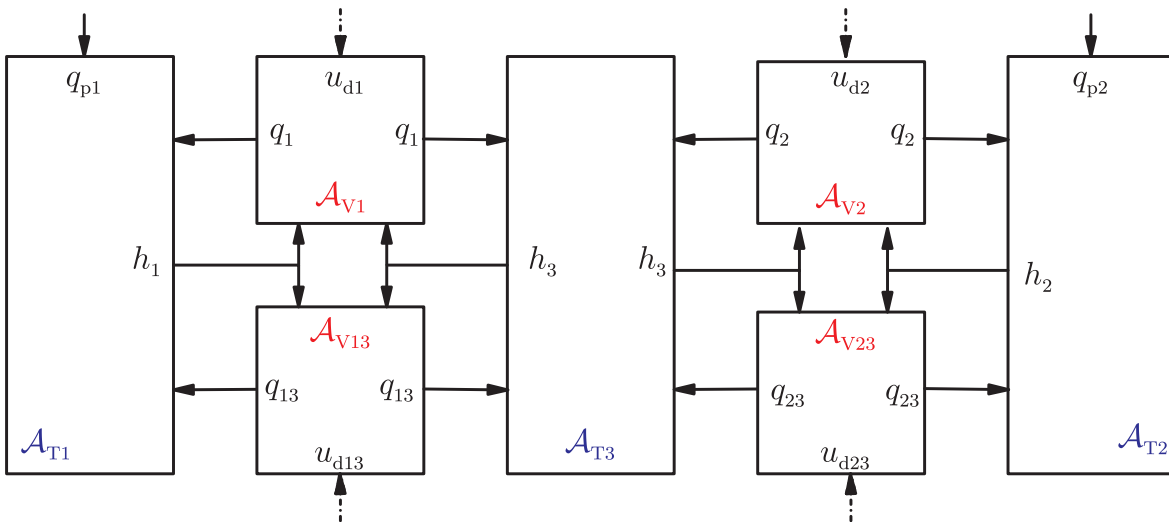 q_p1 u_d1 u_d2 q_p2
q_1 q_1 q_2 q_2
𝒜_V1 𝒜_V2
h_1 h_3 h_3 h_2
𝒜_V13 𝒜_V23
q_13 q_13 q_23 q_23
𝒜_T1 u_d13 𝒜_T3 u_d23 𝒜_T2